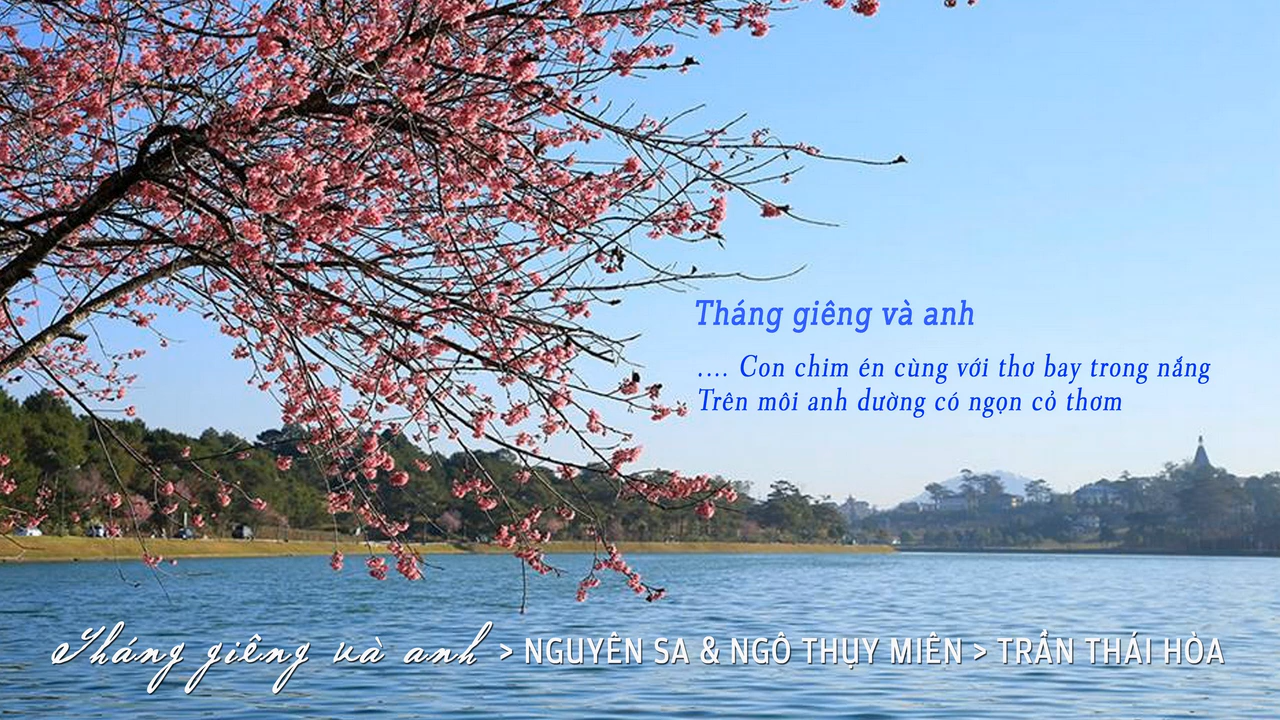 Tháng giêng và anh
.... Con chim én cùng với thơ bay trong nắng
Trên môi anh dường có ngọn cỏ thơm
Tháng giêng và anh > NGUYÊN SA & NGÔ THỤY MIÊN > TRẦN THÁI HÒA